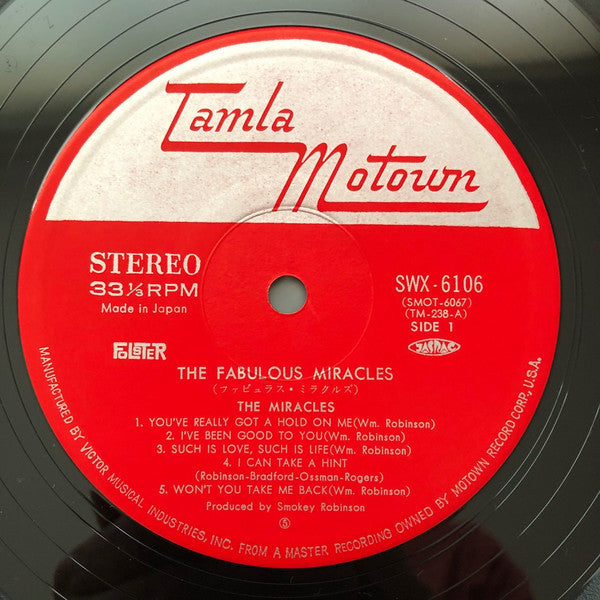 Tamla
Motown
STEREO
33⅓RPM
Made in Japan
SWX-6106
(SMOT-6067)
(TM-238-A)
SIDE 1
FOLSTER
JASRAC
THE FABULOUS MIRACLES
(ファビュラス・ミラクルズ)
THE MIRACLES
1. YOU'VE REALLY GOT A HOLD ON ME(Wm. Robinson)
2. I'VE BEEN GOOD TO YOU(Wm. Robinson)
3. SUCH IS LOVE, SUCH IS LIFE(Wm. Robinson)
4. I CAN TAKE A HINT
(Robinson-Bradford-Ossman-Rogers)
5. WON'T YOU TAKE ME BACK(Wm. Robinson)
Produced by Smokey Robinson
⑤
MANUFACTURED BY VICTOR MUSICAL INDUSTRIES, INC. FROM A MASTER RECORDING OWNED BY MOTOWN RECORD CORP., U.S.A.